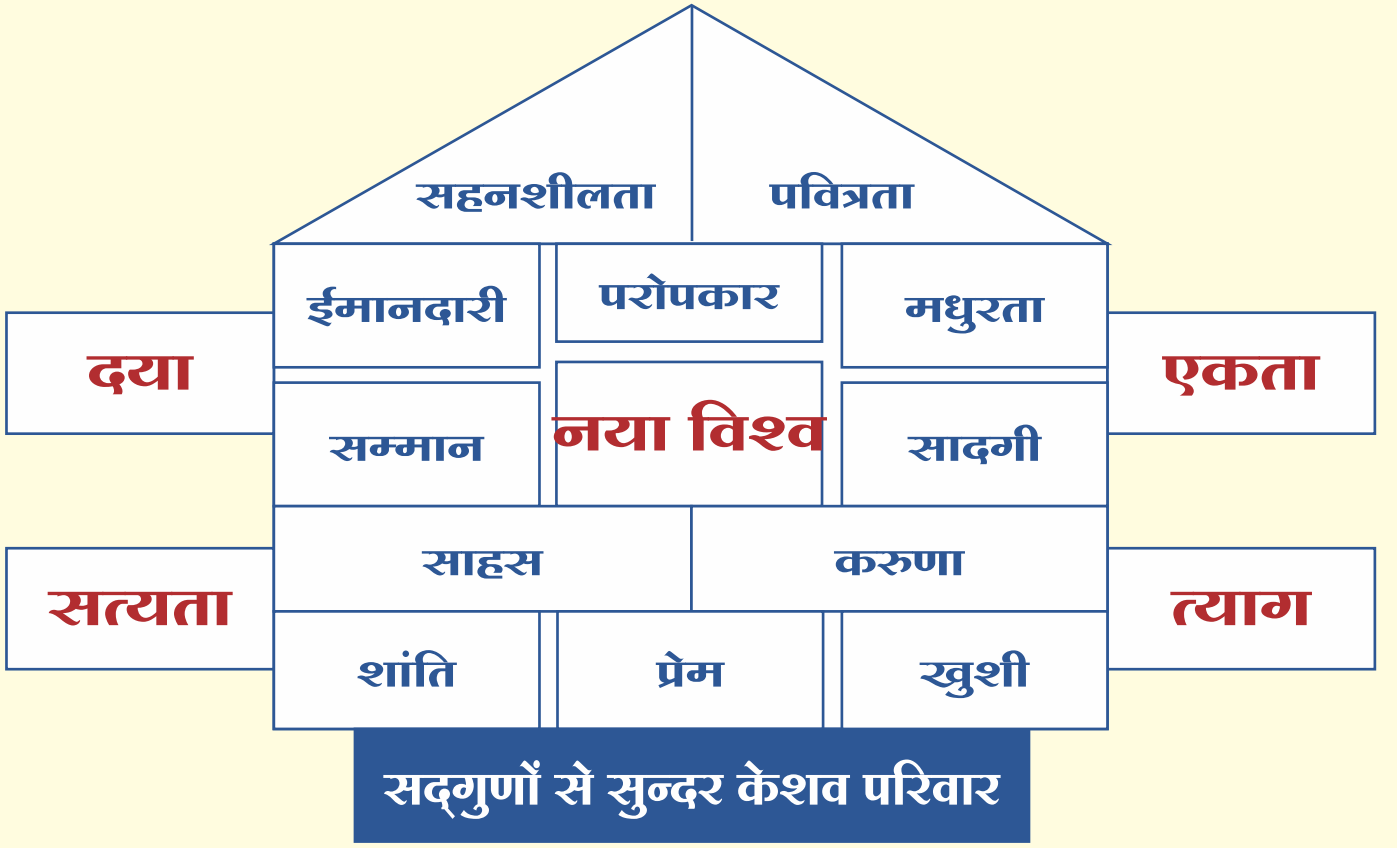 सहनशीलता पवित्रता
ईमानदारी परोपकार मधुरता
दया एकता
सम्मान नया विश्व सादगी
साहस करुणा
सत्यता त्याग
शांति प्रेम खुशी
सद्‌गुणों से सुन्दर केशव परिवार